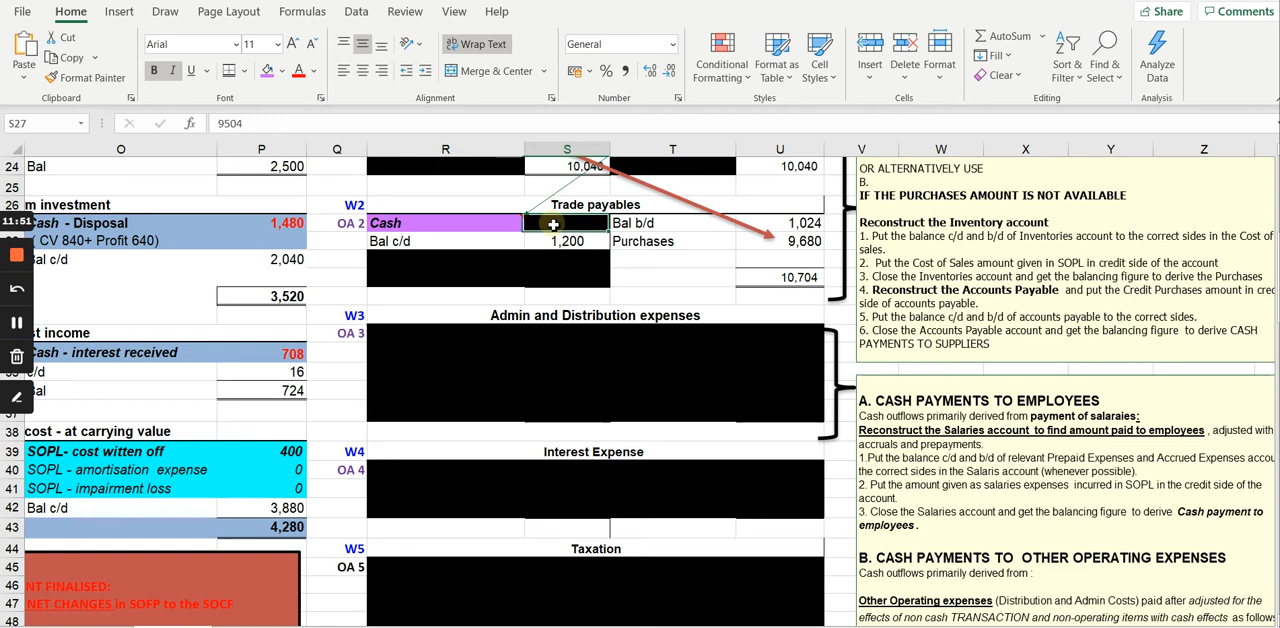 File Home Insert Draw Page Layout Formulas Data Review View Help Share Comments
Paste Cut Copy Format Painter Arial 11 B I U Wrap Text Merge & Center General Conditional Formatting Format as Table Cell Styles Insert Delete Format AutoSum Fill Clear Sort & Filter Find & Select Analyze Data
Clipboard Font Alignment Number Styles Cells Editing Analysis
S27 fx 9504
O P Q R S T U V W X Y Z
24 Bal 2,500 10,040 10,040
25
26 m investment W2 Trade payables
11:51 Cash - Disposal 1,480 OA 2 Cash Bal b/d 1,024
( CV 840+ Profit 640) Bal c/d 1,200 Purchases 9,680
Bal c/d 2,040
10,704
3,520
W3 Admin and Distribution expenses
st income OA 3
Cash - interest received 708
c/d 16
Bal 724
38 cost - at carrying value W4 Interest Expense
39 SOPL- cost witten off 400
40 SOPL - amortisation expense 0 OA 4
41 SOPL - impairment loss 0
42 Bal c/d 3,880
43 4,280
44 W5 Taxation
45 OA 5
46 NT FINALISED:
47 NET CHANGES in SOFP to the SOCF
48
OR ALTERNATIVELY USE
B.
IF THE PURCHASES AMOUNT IS NOT AVAILABLE
Reconstruct the Inventory account
1. Put the balance c/d and b/d of Inventories account to the correct sides in the Cost of
sales.
2. Put the Cost of Sales amount given in SOPL in credit side of the account
3. Close the Inventories account and get the balancing figure to derive the Purchases
4. Reconstruct the Accounts Payable and put the Credit Purchases amount in cred
side of accounts payable.
5. Put the balance c/d and b/d of accounts payable to the correct sides.
6. Close the Accounts Payable account and get the balancing figure to derive CASH
PAYMENTS TO SUPPLIERS
A. CASH PAYMENTS TO EMPLOYEES
Cash outflows primarily derived from payment of salaraies:
Reconstruct the Salaries account to find amount paid to employees , adjusted with
accruals and prepayments.
1.Put the balance c/d and b/d of relevant Prepaid Expenses and Accrued Expenses accou
the correct sides in the Salaris account (whenever possible).
2. Put the amount given as salaries expenses incurred in SOPL in the credit side of the
account.
3. Close the Salaries account and get the balancing figure to derive Cash payment to
employees .
B. CASH PAYMENTS TO OTHER OPERATING EXPENSES
Cash outflows primarily derived from :
Other Operating expenses (Distribution and Admin Costs) paid after adjusted for the
effects of non cash TRANSACTION and non-operating items with cash effects as follows